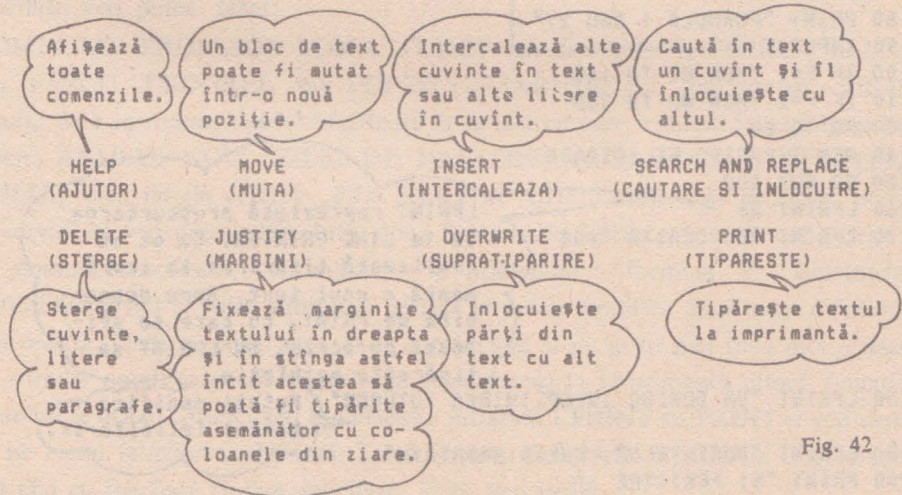 Afişează
toate
comenzile.
HELP
(AJUTOR)
Un bloc de text
poate fi mutat
într-o nouă
poziţie.
MOVE
(MUTA)
Intercalează alte
cuvinte în text
sau alte litere
în cuvînt.
INSERT
(INTERCALEAZA)
Caută în text
un cuvînt şi îl
înlocuieşte cu
altul.
SEARCH AND REPLACE
(CAUTARE SI INLOCUIRE)
DELETE
(STERGE)
Sterge
cuvite,
litere
sau
paragrafe.
JUSTIFY
(MARGINI)
Fixează marginile
textului în dreapta
şi în stînga astfel
încît acestea să
poată fi tipărite
asemănător cu co-
loanele din ziare.
OVERWRITE
(SUPRATIPARIRE)
Inlocuieşte
părţi din
text cu alt
text.
PRINT
(TIPARESTE)
Tipăreşte textul
la imprimantă.
Fig. 42